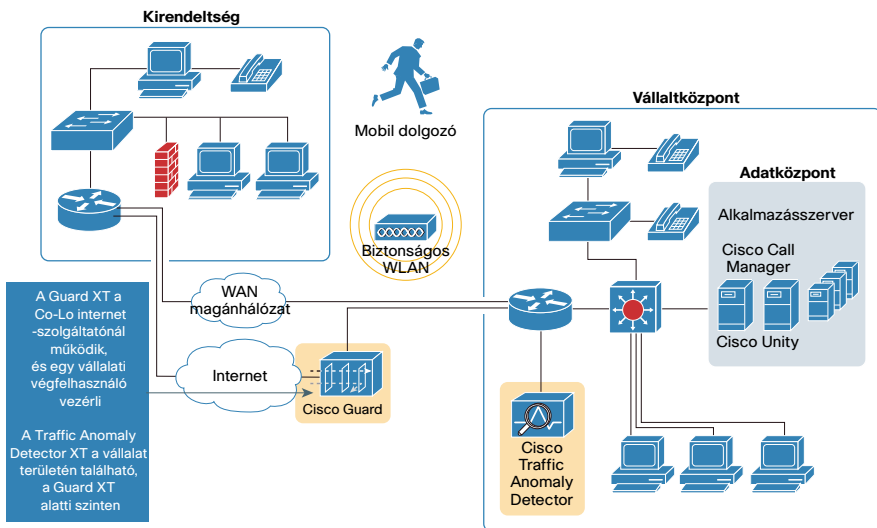 Kirendeltség
Mobil dolgozó
Biztonságos
WLAN
Vállaltközpont
Adatközpont
Alkalmazásszerver
Cisco Call
Manager
Cisco Unity
WAN
magánhálózat
Internet
Cisco Guard
Cisco
Traffic
Anomaly
Detector
A Guard XT a
Co-Lo internet
-szolgáltatónál
működik,
és egy vállalati
végfelhasználó
vezérli
A Traffic Anomaly
Detector XT a vállalat
területén található,
a Guard XT
alatti szinten